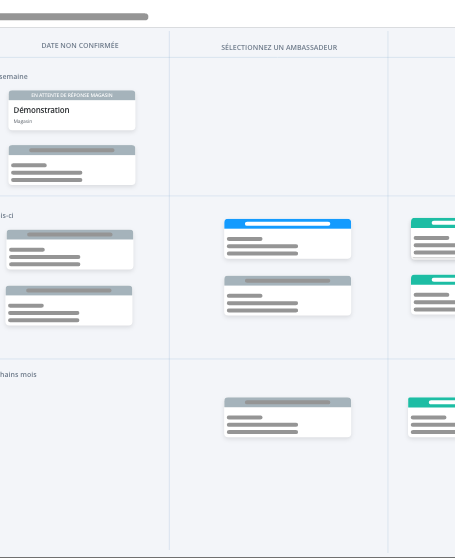 DATE NON CONFIRMÉE
SÉLECTIONNEZ UN AMBASSADEUR
semaine
EN ATTENTE DE RÉPONSE MAGASIN
Démonstration
Magasin
is-ci
hains mois